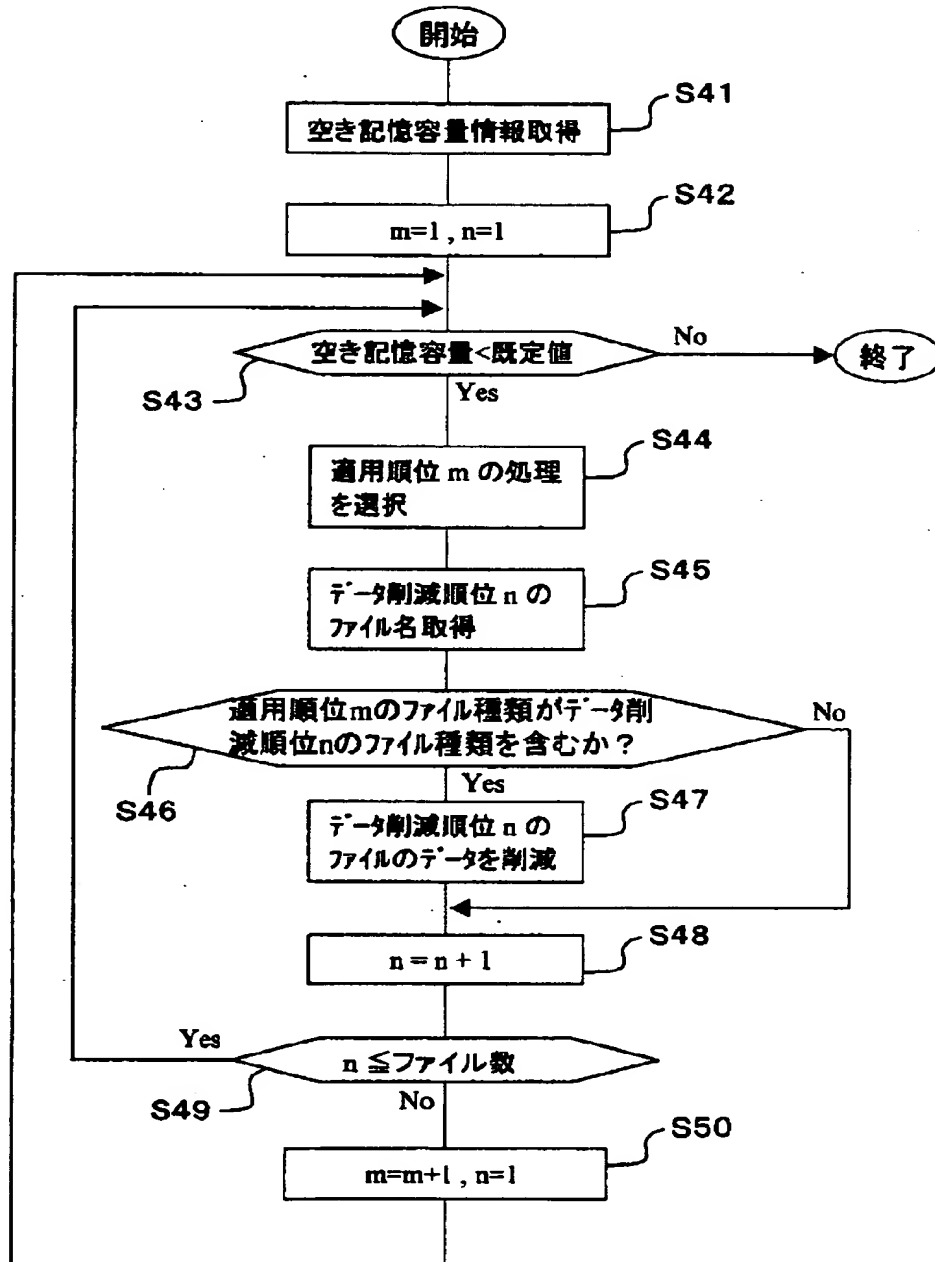 開始
S41
空き記憶容量情報取得
S42
m=1 , n=1
空き記憶容量<既定値
No
終了
S43
Yes
S44
適用順位 m の処理
を選択
S45
データ削減順位 n の
ファイル名取得
適用順位mのファイル種類がデータ削
減順位nのファイル種類を含むか？
No
S46
Yes
S47
データ削減順位 n の
ファイルのデータを削減
S48
n = n + 1
Yes
n ≦ファイル数
S49
No
S50
m=m+1 , n=1